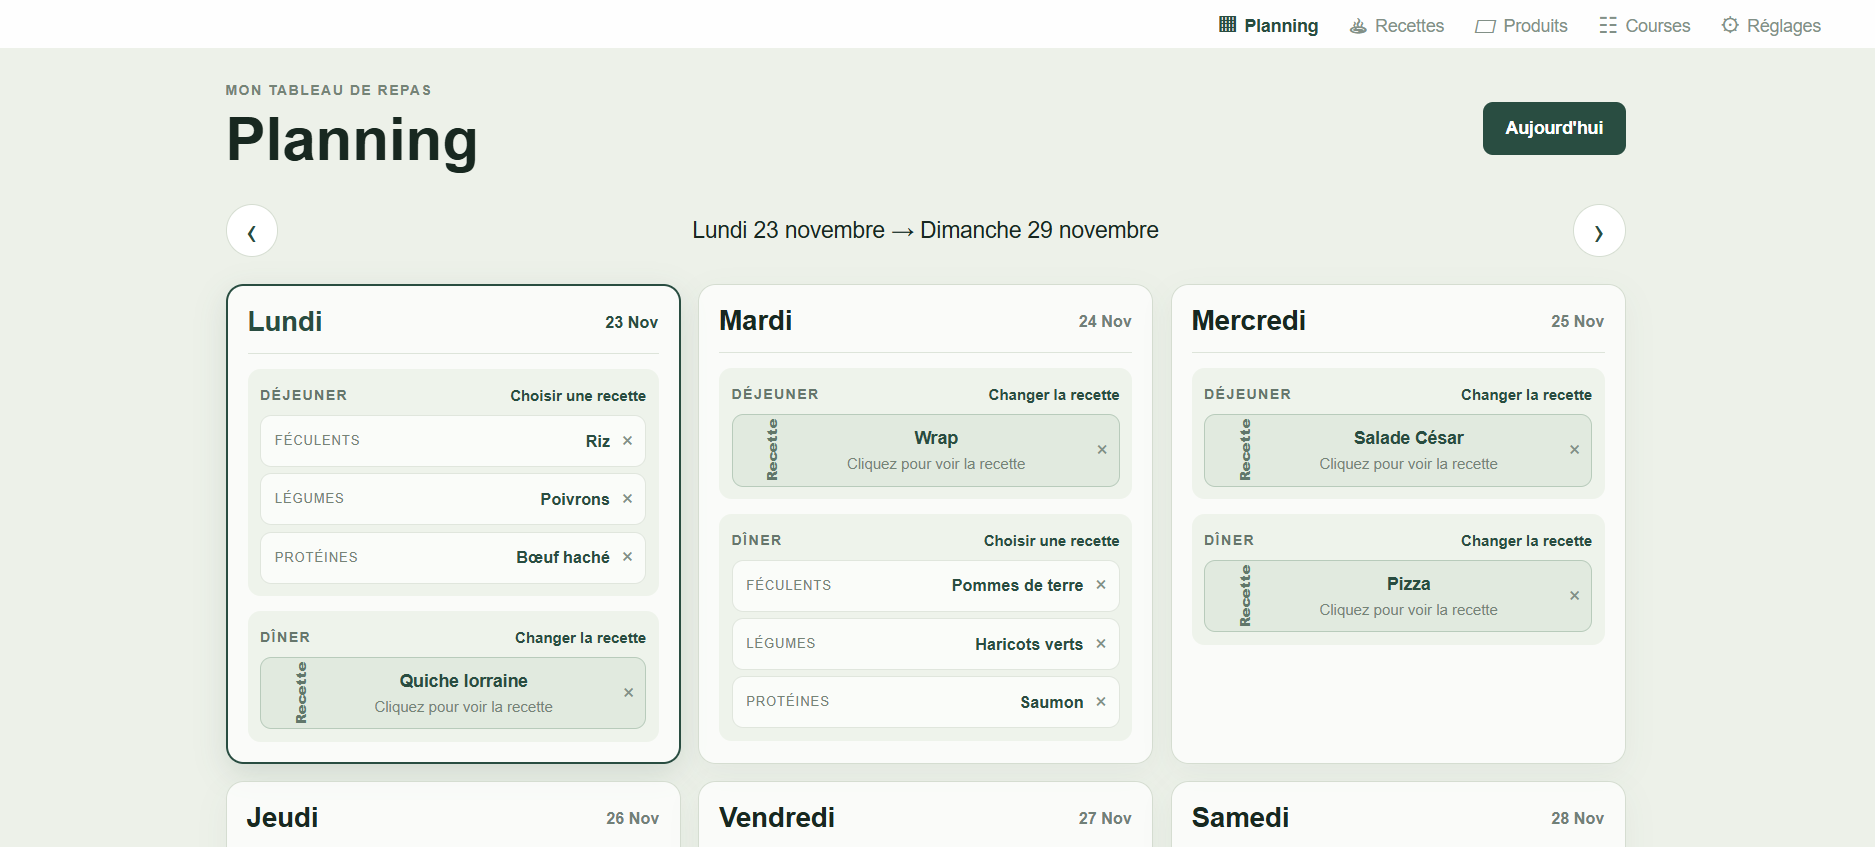 Planning Recettes Produits Courses Réglages
MON TABLEAU DE REPAS
Planning
Aujourd'hui
‹ Lundi 23 novembre → Dimanche 29 novembre ›
Lundi 23 Nov
DÉJEUNER Choisir une recette
FÉCULENTS Riz ×
LÉGUMES Poivrons ×
PROTÉINES Bœuf haché ×
DÎNER Changer la recette
Recette
Quiche lorraine ×
Cliquez pour voir la recette
Mardi 24 Nov
DÉJEUNER Changer la recette
Recette
Wrap ×
Cliquez pour voir la recette
DÎNER Choisir une recette
FÉCULENTS Pommes de terre ×
LÉGUMES Haricots verts ×
PROTÉINES Saumon ×
Mercredi 25 Nov
DÉJEUNER Changer la recette
Recette
Salade César ×
Cliquez pour voir la recette
DÎNER Changer la recette
Recette
Pizza ×
Cliquez pour voir la recette
Jeudi 26 Nov
Vendredi 27 Nov
Samedi 28 Nov